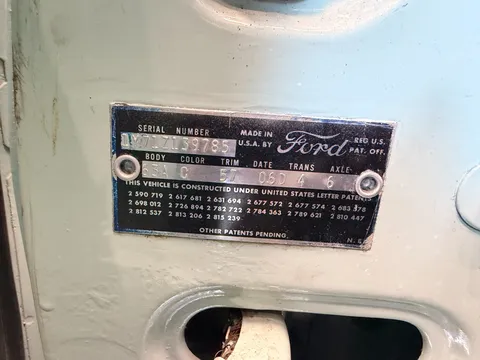 SERIAL NUMBER MADE IN U.S.A. BY Ford REG U.S. PAT. OFF.
BODY COLOR TRIM DATE TRANS AXLE
4 6
THIS VEHICLE IS CONSTRUCTED UNDER UNITED STATES LETTER PATENTS
2 590 719 2 617 681 2 631 694 2 677 572 2 677 574 2 683 578
2 698 012 2 726 894 2 782 722 2 784 363 2 789 621 2 810 447
2 812 537 2 813 206 2 815 239
OTHER PATENTS PENDING.